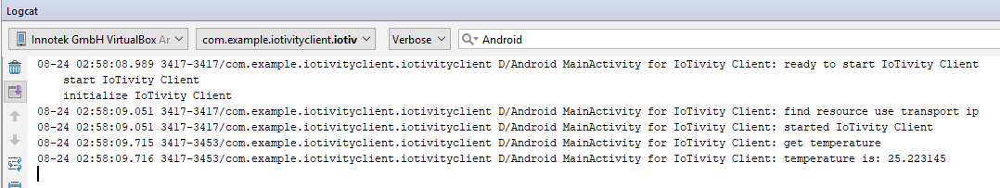 Logcat
Innotek GmbH VirtualBox An com.example.iotivityclient.iotiv Verbose Android
08-24 02:58:08.989 3417-3417/com.example.iotivityclient.iotivityclient D/Android MainActivity for IoTivity Client: ready to start IoTivity Client
start IoTivity Client
initialize IoTivity Client
08-24 02:58:09.051 3417-3417/com.example.iotivityclient.iotivityclient D/Android MainActivity for IoTivity Client: find resource use transport ip
08-24 02:58:09.051 3417-3417/com.example.iotivityclient.iotivityclient D/Android MainActivity for IoTivity Client: started IoTivity Client
08-24 02:58:09.715 3417-3453/com.example.iotivityclient.iotivityclient D/Android MainActivity for IoTivity Client: get temperature
08-24 02:58:09.716 3417-3453/com.example.iotivityclient.iotivityclient D/Android MainActivity for IoTivity Client: temperature is: 25.223145